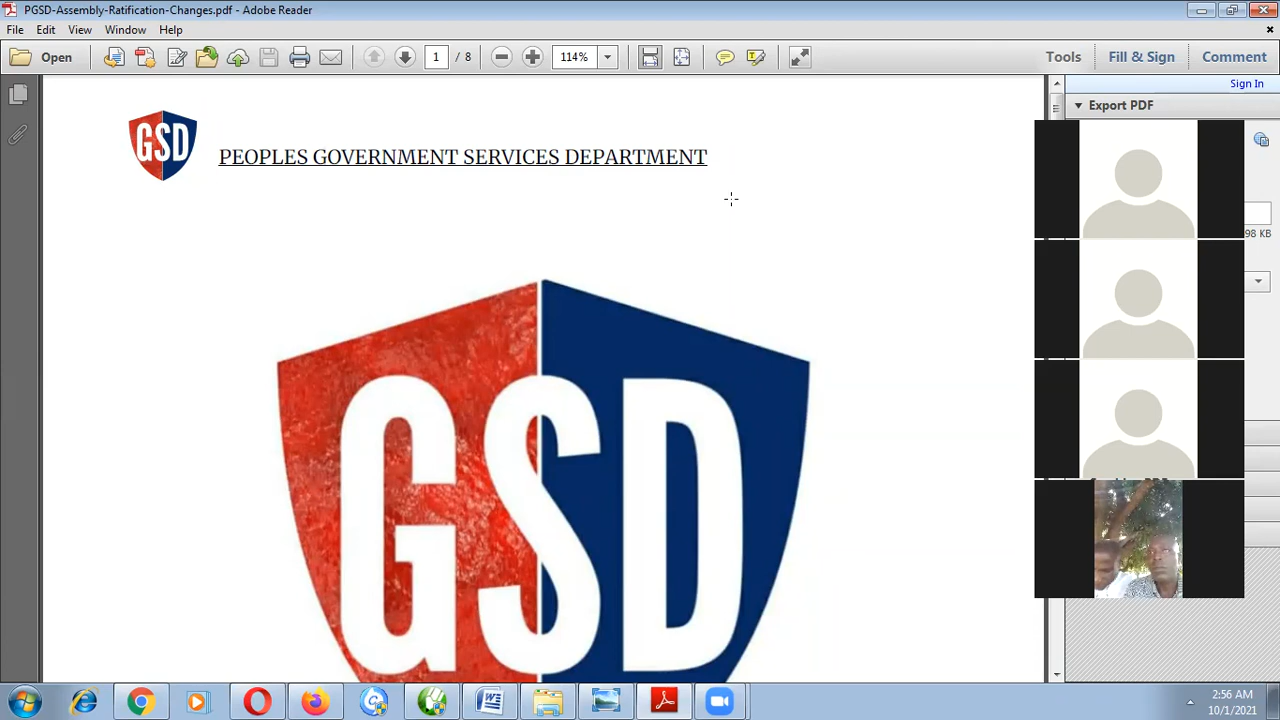 PGSD-Assembly-Ratification-Changes.pdf - Adobe Reader
File Edit View Window Help
Open 1 / 8 114% Tools Fill & Sign Comment
Sign In
Export PDF
GSD PEOPLES GOVERNMENT SERVICES DEPARTMENT
98 KB
GSD
2:56 AM
10/1/2021